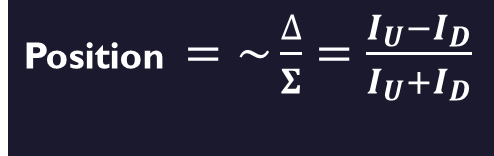 Position = ~ Δ/Σ = (I_U−I_D)/(I_U+I_D)